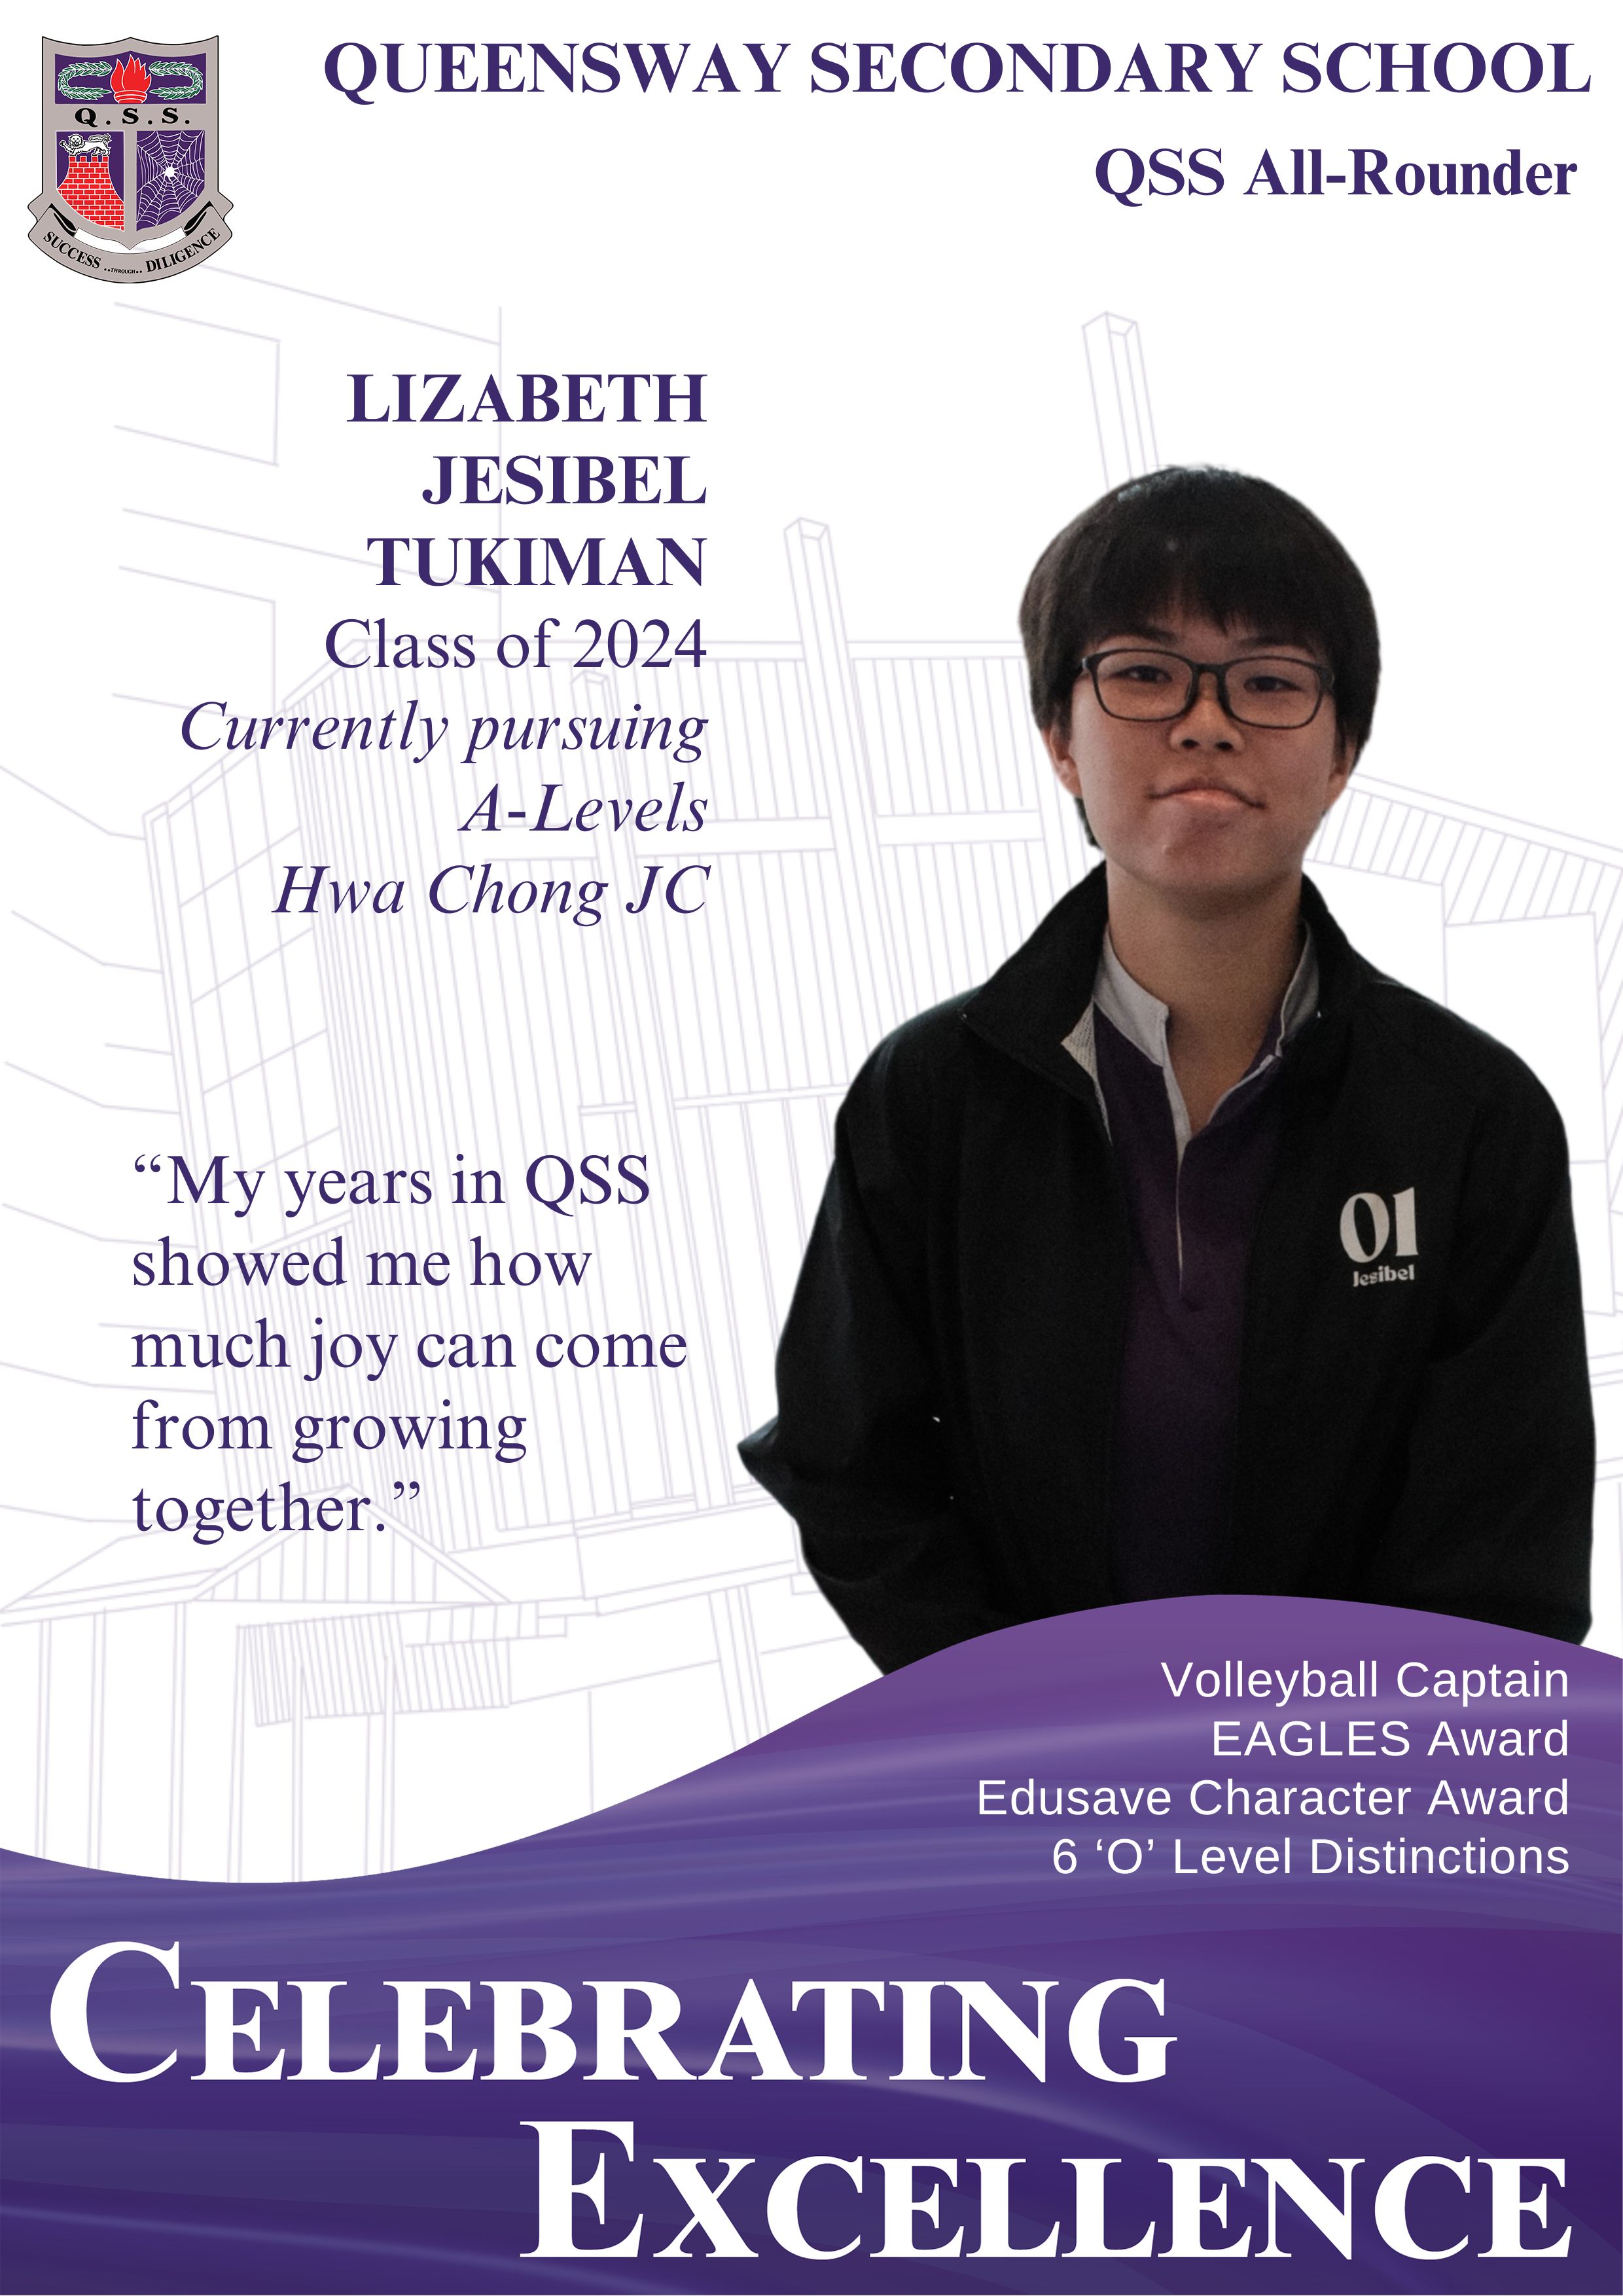 QUEENSWAY SECONDARY SCHOOL
QSS All-Rounder
Q.S.S.
SUCCESS ..THROUGH.. DILIGENCE
LIZABETH
JESIBEL
TUKIMAN
Class of 2024
Currently pursuing
A-Levels
Hwa Chong JC
“My years in QSS
showed me how
much joy can come
from growing
together.”
01
Jesibel
Volleyball Captain
EAGLES Award
Edusave Character Award
6 ‘O’ Level Distinctions
CELEBRATING
EXCELLENCE